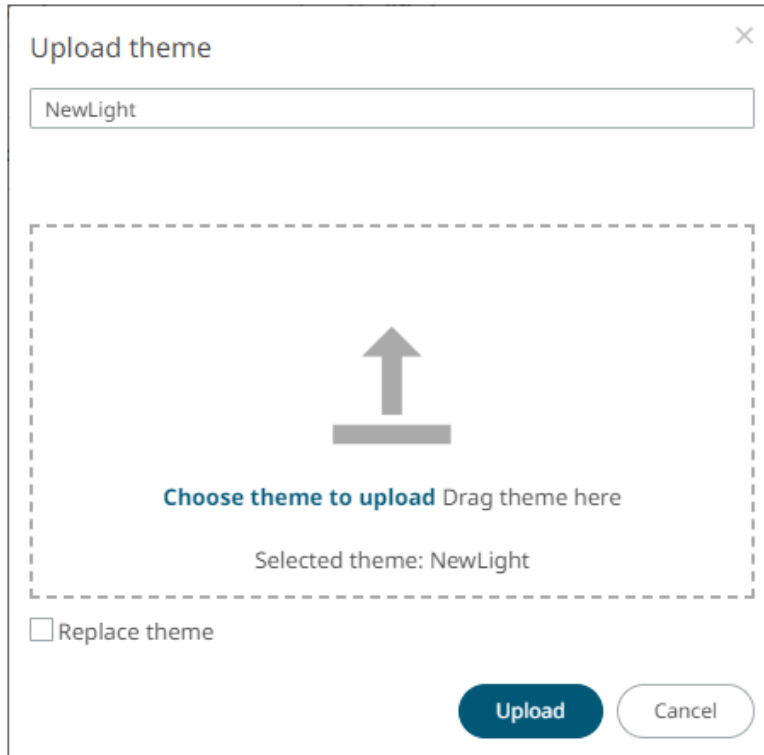 Upload theme
NewLight
Choose theme to upload Drag theme here
Selected theme: NewLight
Replace theme
Upload
Cancel